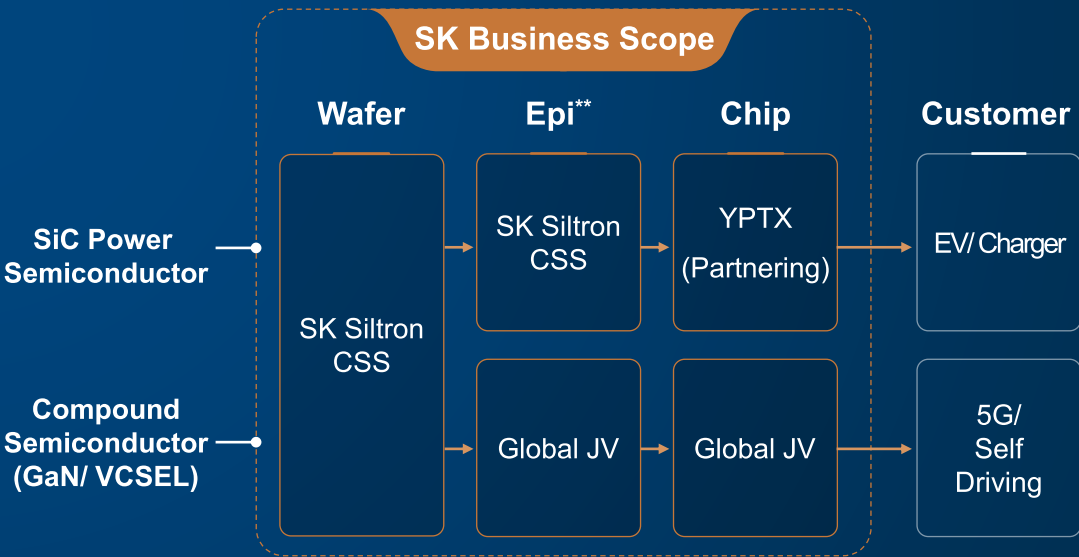 SK Business Scope
Wafer
Epi**
Chip
Customer
SiC Power
Semiconductor
SK Siltron
CSS
SK Siltron
CSS
YPTX
(Partnering)
EV/ Charger
Compound
Semiconductor
(GaN/ VCSEL)
Global JV
Global JV
5G/
Self
Driving